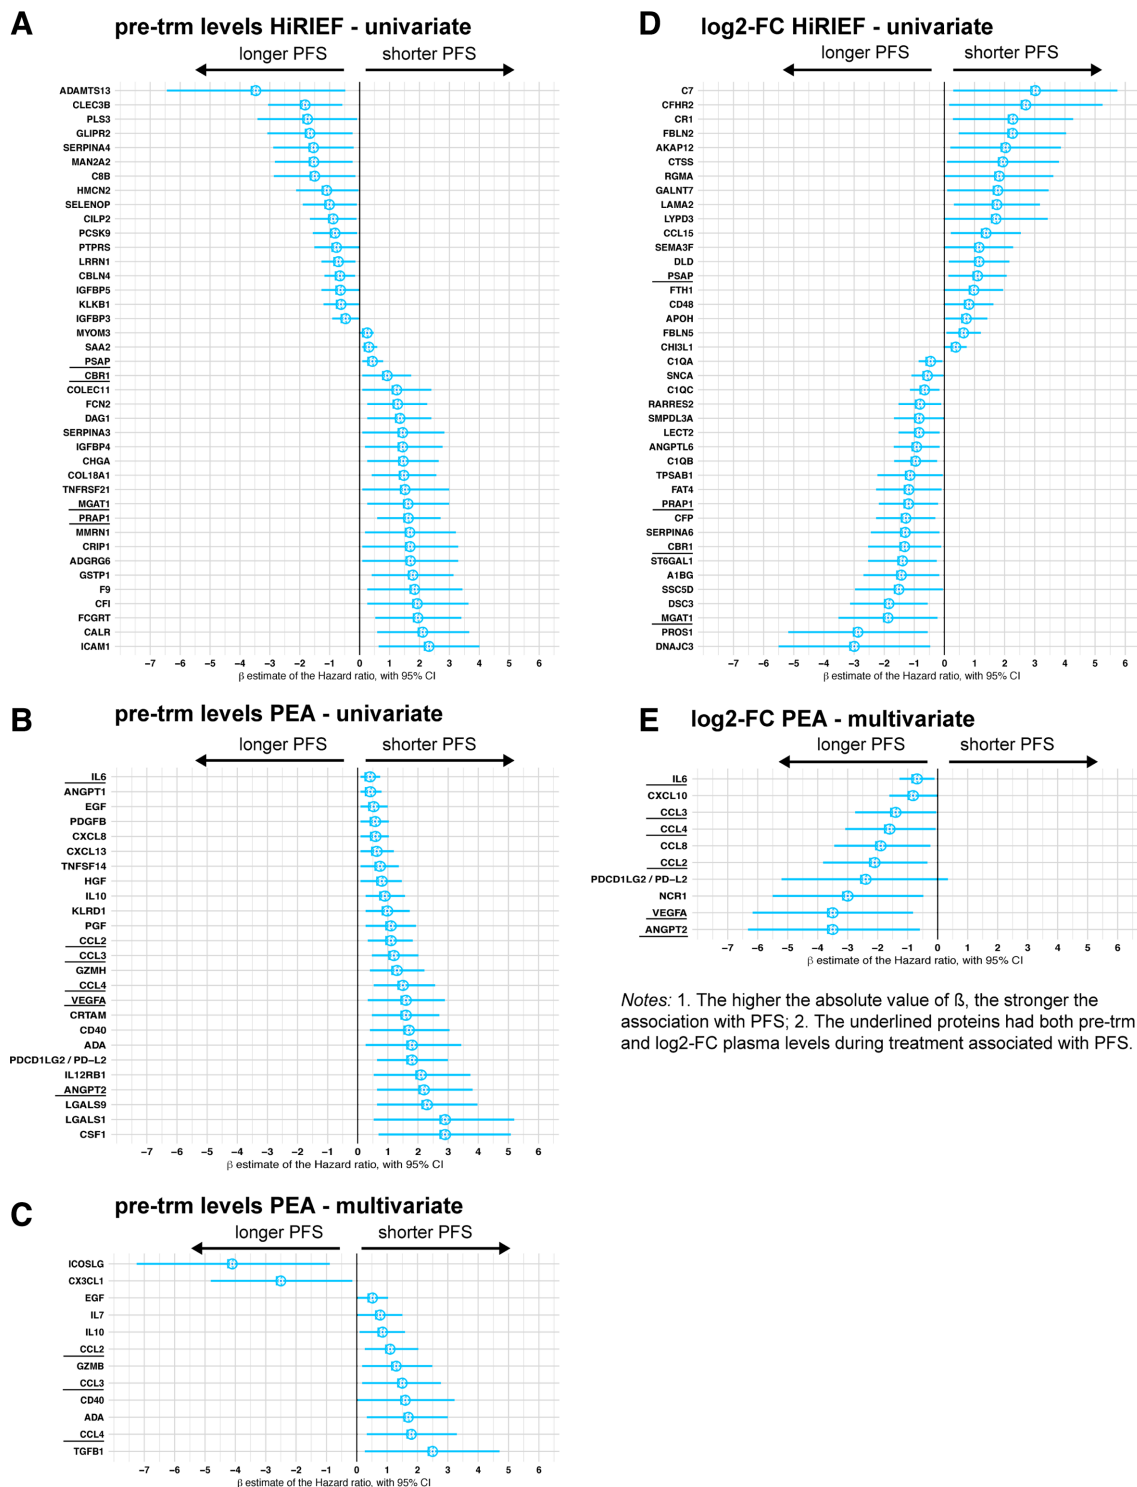 A
pre-trm levels HiRIEF - univariate
longer PFS
shorter PFS
ADAMTS13
CLEC3B
PLS3
GLIPR2
SERPINA4
MAN2A2
C8B
HMCN2
SELENOP
CILP2
PCSK9
PTPRS
LRRN1
CBLN4
IGFBP5
KLKB1
IGFBP3
MYOM3
SAA2
PSAP
CBR1
COLEC11
FCN2
DAG1
SERPINA3
IGFBP4
CHGA
COL18A1
TNFRSF21
MGAT1
PRAP1
MMRN1
CRIP1
ADGRG6
GSTP1
F9
CFI
FCGRT
CALR
ICAM1
−7 −6 −5 −4 −3 −2 −1 0 1 2 3 4 5 6
β estimate of the Hazard ratio, with 95% CI
B
pre-trm levels PEA - univariate
longer PFS
shorter PFS
IL6
ANGPT1
EGF
PDGFB
CXCL8
CXCL13
TNFSF14
HGF
IL10
KLRD1
PGF
CCL2
CCL3
GZMH
CCL4
VEGFA
CRTAM
CD40
ADA
PDCD1LG2 / PD−L2
IL12RB1
ANGPT2
LGALS9
LGALS1
CSF1
−7 −6 −5 −4 −3 −2 −1 0 1 2 3 4 5 6
β estimate of the Hazard ratio, with 95% CI
C
pre-trm levels PEA - multivariate
longer PFS
shorter PFS
ICOSLG
CX3CL1
EGF
IL7
IL10
CCL2
GZMB
CCL3
CD40
ADA
CCL4
TGFB1
−7 −6 −5 −4 −3 −2 −1 0 1 2 3 4 5 6
β estimate of the Hazard ratio, with 95% CI
D
log2-FC HiRIEF - univariate
longer PFS
shorter PFS
C7
CFHR2
CR1
FBLN2
AKAP12
CTSS
RGMA
GALNT7
LAMA2
LYPD3
CCL15
SEMA3F
DLD
PSAP
FTH1
CD48
APOH
FBLN5
CHI3L1
C1QA
SNCA
C1QC
RARRES2
SMPDL3A
LECT2
ANGPTL6
C1QB
TPSAB1
FAT4
PRAP1
CFP
SERPINA6
CBR1
ST6GAL1
A1BG
SSC5D
DSC3
MGAT1
PROS1
DNAJC3
−7 −6 −5 −4 −3 −2 −1 0 1 2 3 4 5 6
β estimate of the Hazard ratio, with 95% CI
E
log2-FC PEA - multivariate
longer PFS
shorter PFS
IL6
CXCL10
CCL3
CCL4
CCL8
CCL2
PDCD1LG2 / PD−L2
NCR1
VEGFA
ANGPT2
−7 −6 −5 −4 −3 −2 −1 0 1 2 3 4 5 6
β estimate of the Hazard ratio, with 95% CI
Notes: 1. The higher the absolute value of ß, the stronger the
association with PFS; 2. The underlined proteins had both pre-trm
and log2-FC plasma levels during treatment associated with PFS.